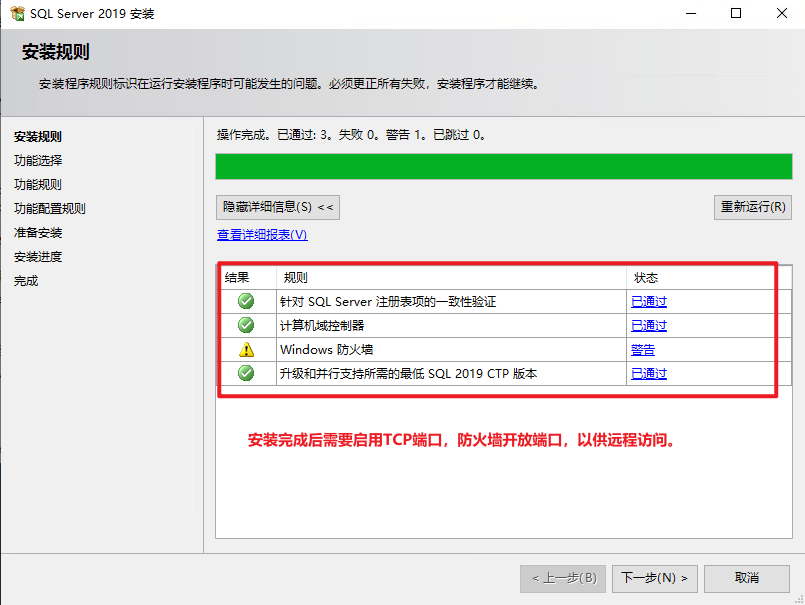 SQL Server 2019 安装
安装规则
安装程序规则标识在运行安装程序时可能发生的问题。必须更正所有失败，安装程序才能继续。
安装规则
功能选择
功能规则
功能配置规则
准备安装
安装进度
完成
操作完成。已通过: 3。失败 0。警告 1。已跳过 0。
隐藏详细信息(S) <<
重新运行(R)
查看详细报表(V)
结果 规则 状态
针对 SQL Server 注册表项的一致性验证 已通过
计算机域控制器 已通过
Windows 防火墙 警告
升级和并行支持所需的最低 SQL 2019 CTP 版本 已通过
安装完成后需要启用TCP端口，防火墙开放端口，以供远程访问。
< 上一步(B) 下一步(N) > 取消